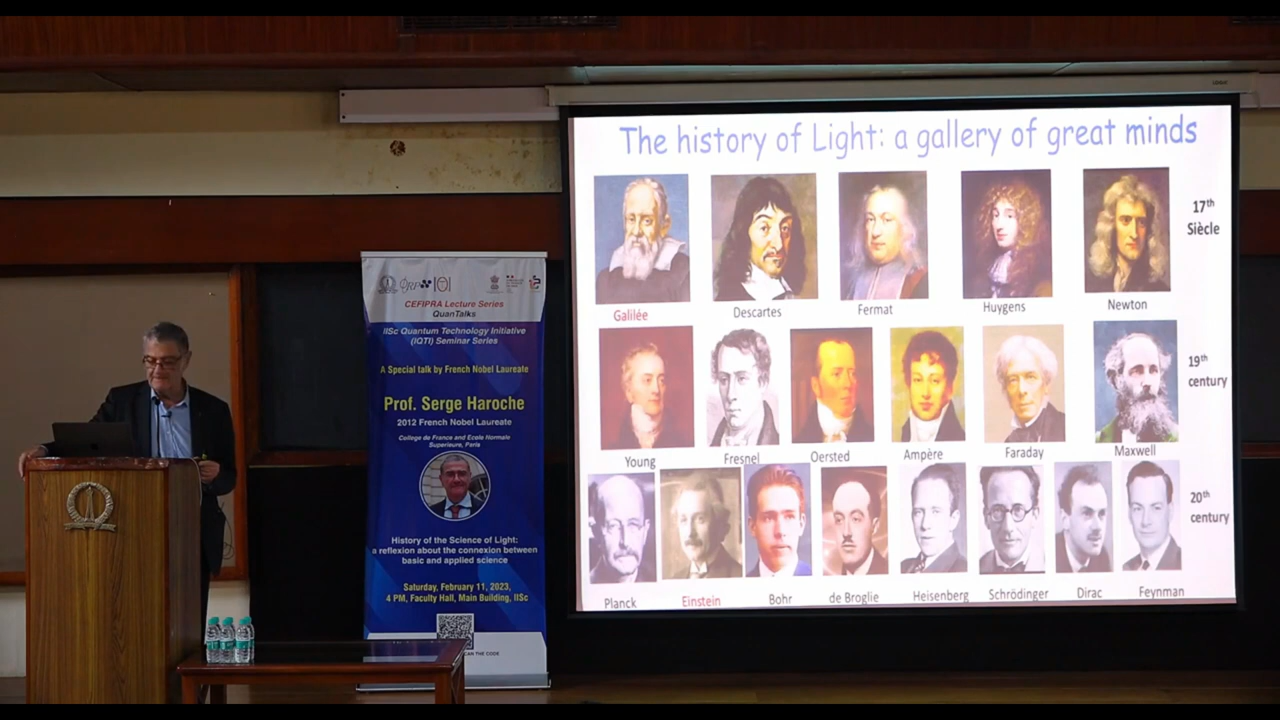 CEFIPRA Lecture Series
QuanTalks
IISc Quantum Technology Initiative
(IQTI) Seminar Series
A Special talk by French Nobel Laureate
Prof. Serge Haroche
2012 French Nobel Laureate
College de France and Ecole Normale
Superieure, Paris
History of the Science of Light:
a reflexion about the connexion between
basic and applied science
Saturday, February 11, 2023,
4 PM, Faculty Hall, Main Building, IISc
THE CODE
The history of Light: a gallery of great minds
17th
Siècle
Galilée Descartes Fermat Huygens Newton
19th
century
Young Fresnel Oersted Ampère Faraday Maxwell
20th
century
Planck Einstein Bohr de Broglie Heisenberg Schrödinger Dirac Feynman